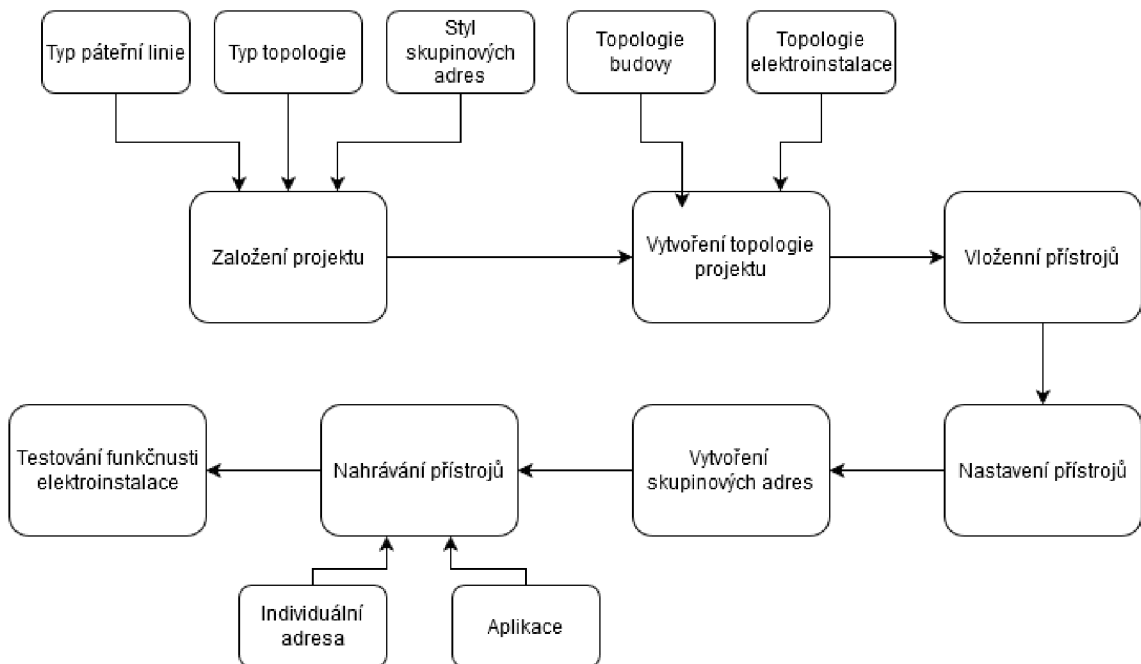 Typ páteřní linie
Typ topologie
Styl
skupinových
adres
Topologie
budovy
Topologie
elektroinstalace
Založení projektu
Vytvoření topologie
projektu
Vloženní přístrojů
Testování funkčnusti
elektroinstalace
Nahrávání přístrojů
Vytvoření
skupinových adres
Nastavení přístrojů
Individuální
adresa
Aplikace